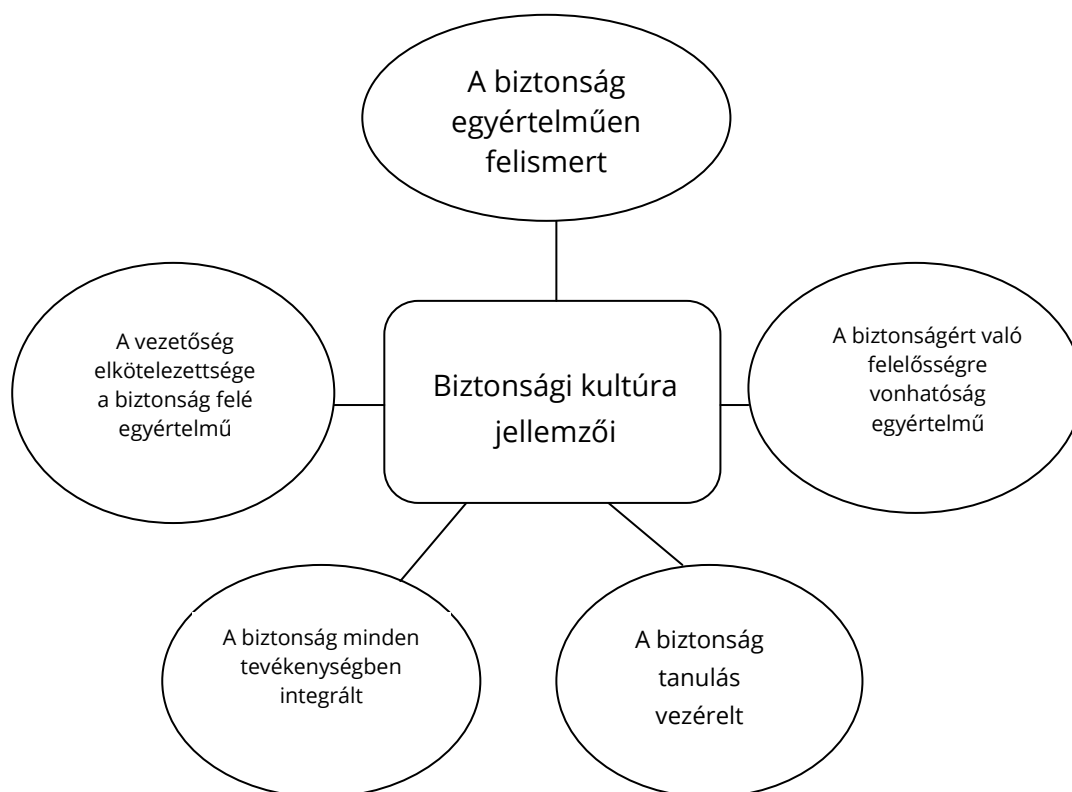 A biztonság
egyértelműen
felismert
A vezetőség
elkötelezettsége
a biztonság felé
egyértelmű
Biztonsági kultúra
jellemzői
A biztonságért való
felelősségre
vonhatóság
egyértelmű
A biztonság minden
tevékenységben
integrált
A biztonság
tanulás
vezérelt